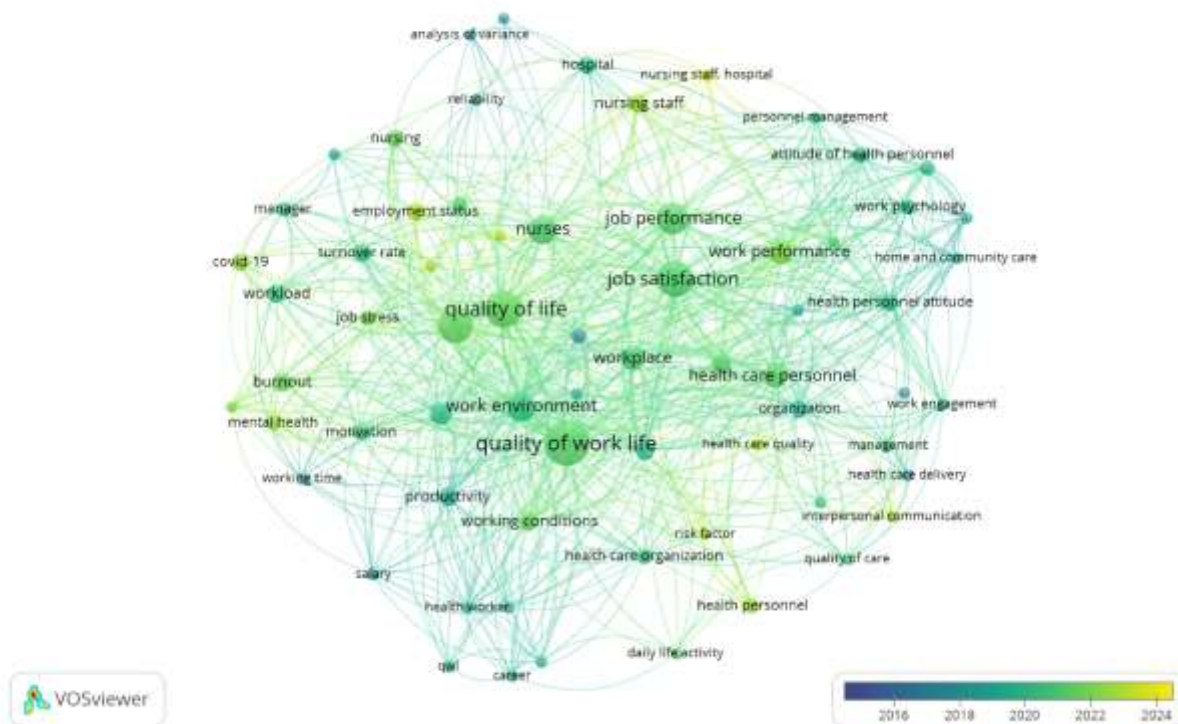 analysis of variance
hospital
nursing staff, hospital
reliability
nursing staff
personnel management
nursing
attitude of health personnel
manager
employment status
nurses
job performance
work psychology
covid-19
turnover rate
work performance
home and community care
workload
job satisfaction
health personnel attitude
job stress
quality of life
workplace
health care personnel
burnout
work environment
organization
work engagement
mental health
motivation
quality of work life
health care quality
management
working time
productivity
health care delivery
working conditions
interpersonal communication
risk factor
salary
health care organization
quality of care
health worker
health personnel
daily life activity
qwl
career
VOSviewer
2016 2018 2020 2022 2024